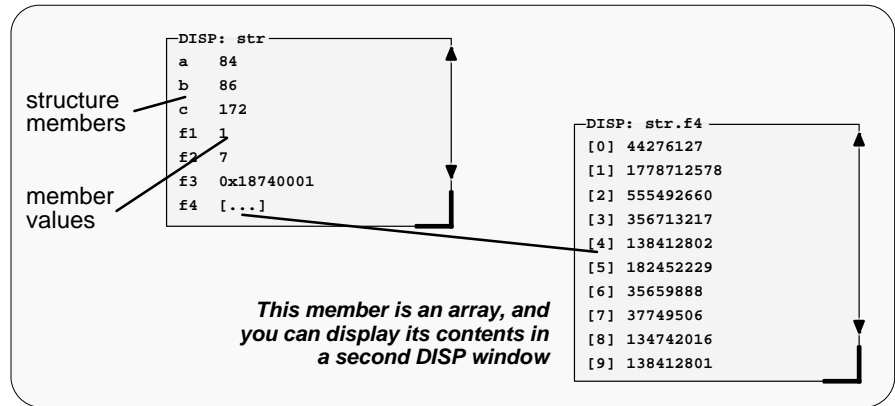 DISP: str
a 84
b 86
c 172
f1 1
f2 7
f3 0x18740001
f4 [...]
structure
members
member
values
DISP: str.f4
[0] 44276127
[1] 1778712578
[2] 555492660
[3] 356713217
[4] 138412802
[5] 182452229
[6] 35659888
[7] 37749506
[8] 134742016
[9] 138412801
This member is an array, and
you can display its contents in
a second DISP window